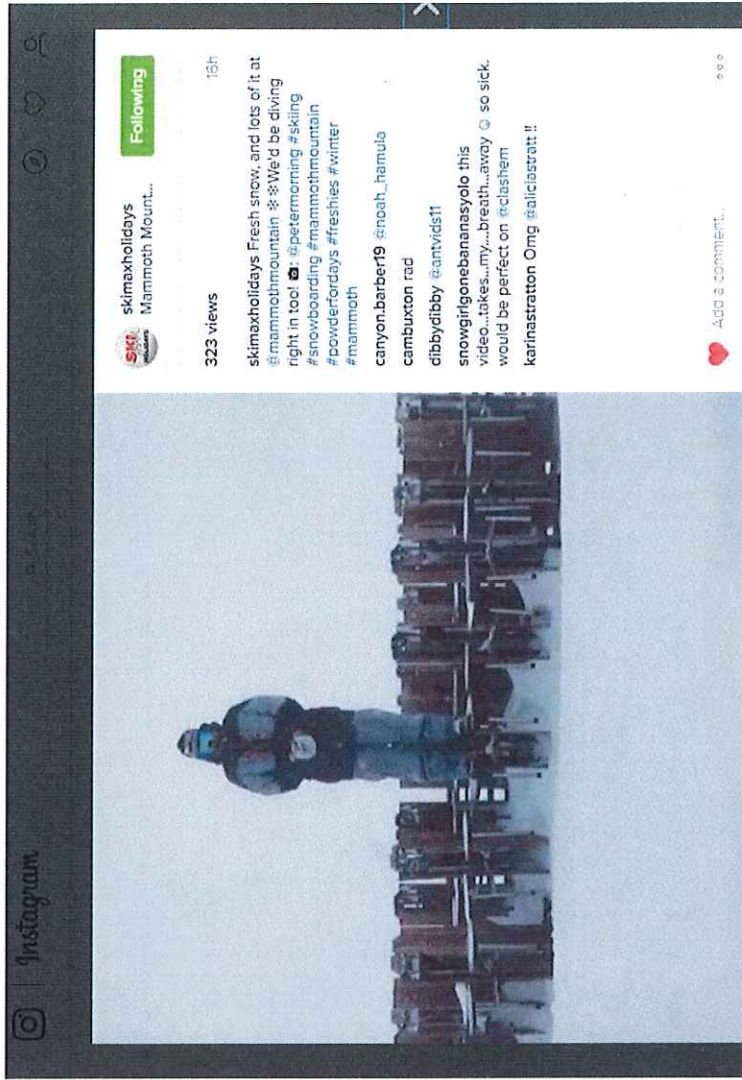 Instagram
skimaxholidays
Mammoth Mount...
Following
SKI
323 views
16h
skimaxholidays Fresh snow, and lots of it at
@mammothmountain ❄❄We'd be diving
right in too! 📷: @petermorning #skiing
#snowboarding #mammothmountain
#powderfordays #freshies #winter
#mammoth
canyon.barber19 @noah_hamula
cambuxton rad
dibbydibby @antvids11
snowgirlgonebananasyolo this
video...takes...my....breath...away ☺ so sick.
would be perfect on @clashem
karinastratton Omg @aliciastratt !!
Add a comment...